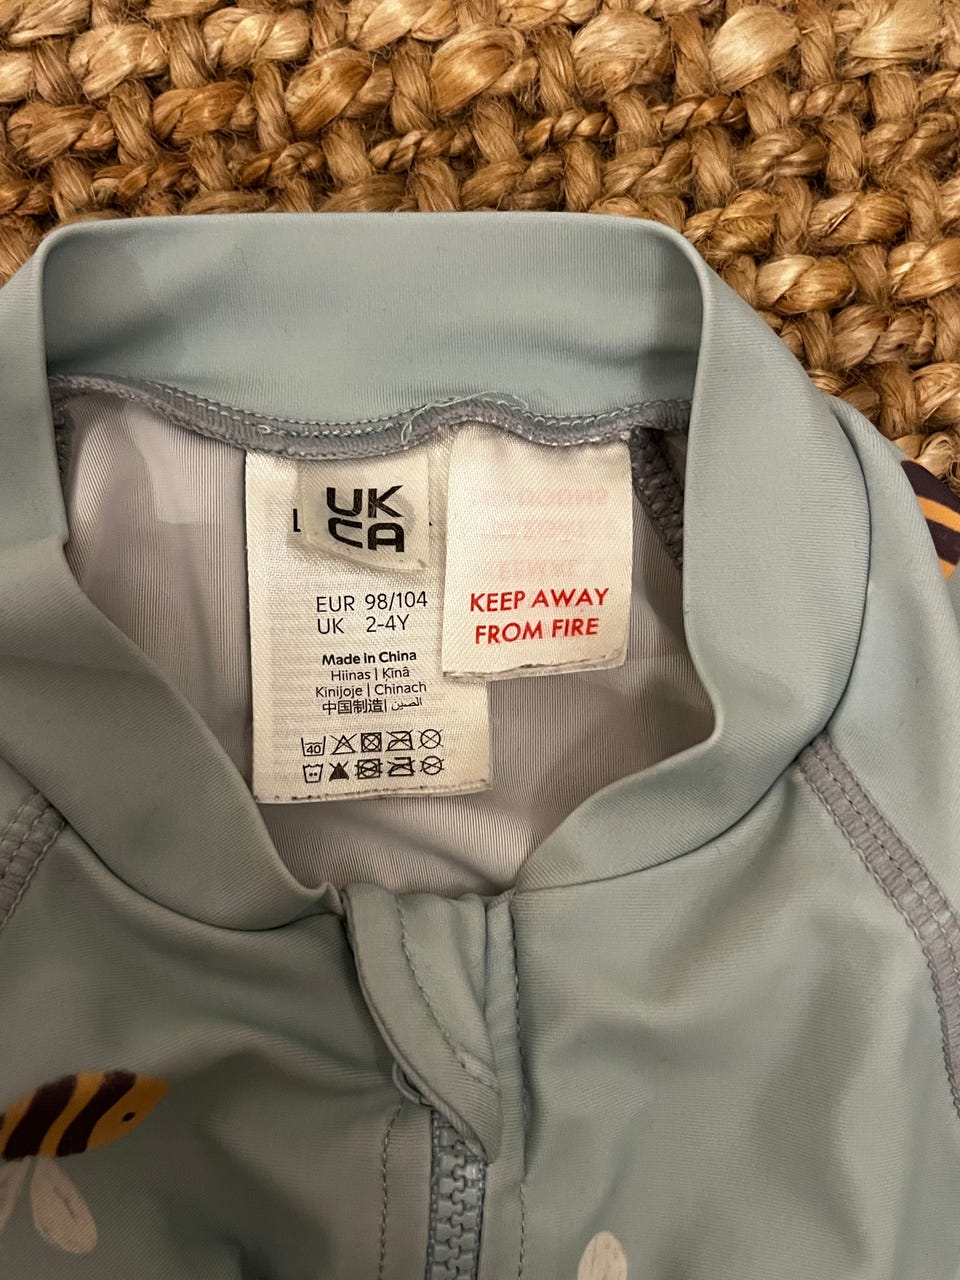 UK
CA
EUR 98/104
UK 2-4Y
Made in China
Hiinas | Ķīnā
Kinijoje | Chinach
中国制造| الصين
40
KEEP AWAY
FROM FIRE